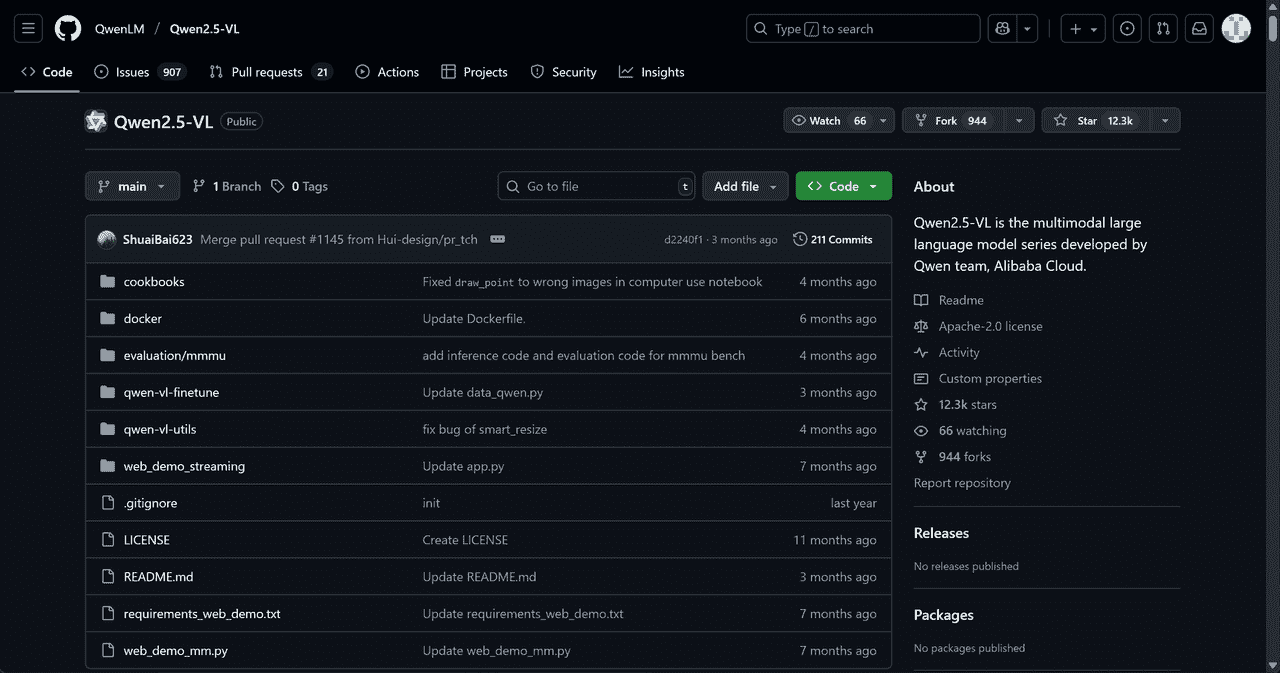 QwenLM / Qwen2.5-VL
Type / to search
Code
Issues 907
Pull requests 21
Actions
Projects
Security
Insights
Qwen2.5-VL Public
Watch 66
Fork 944
Star 12.3k
main
1 Branch
0 Tags
Go to file t
Add file
Code
ShuaiBai623 Merge pull request #1145 from Hui-design/pr_tch d2240f1 · 3 months ago 211 Commits
cookbooks Fixed draw_point to wrong images in computer use notebook 4 months ago
docker Update Dockerfile. 6 months ago
evaluation/mmmu add inference code and evaluation code for mmmu bench 4 months ago
qwen-vl-finetune Update data_qwen.py 3 months ago
qwen-vl-utils fix bug of smart_resize 4 months ago
web_demo_streaming Update app.py 7 months ago
.gitignore init last year
LICENSE Create LICENSE 11 months ago
README.md Update README.md 3 months ago
requirements_web_demo.txt Update requirements_web_demo.txt 7 months ago
web_demo_mm.py Update web_demo_mm.py 7 months ago
About
Qwen2.5-VL is the multimodal large
language model series developed by
Qwen team, Alibaba Cloud.
Readme
Apache-2.0 license
Activity
Custom properties
12.3k stars
66 watching
944 forks
Report repository
Releases
No releases published
Packages
No packages published